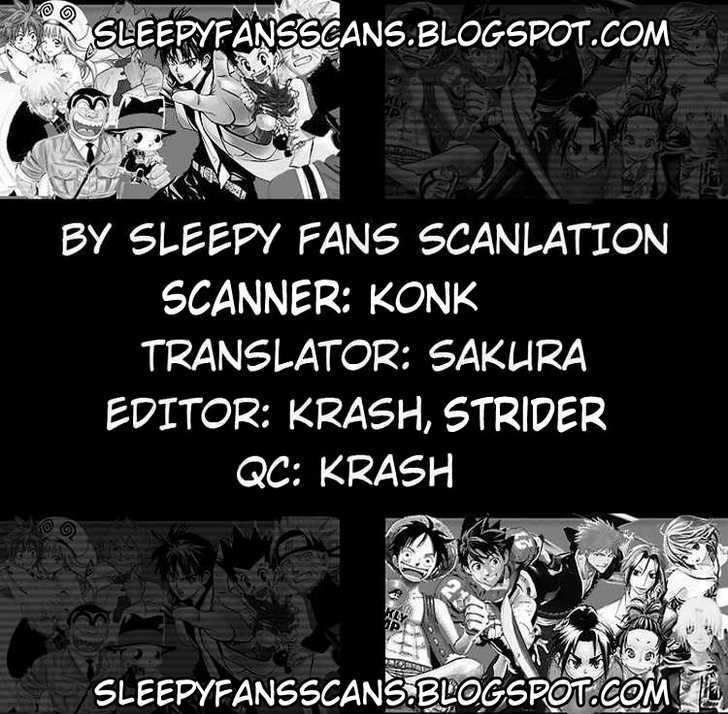 SLEEPYFANSSCANS.BLOGSPOT.COM
BY SLEEPY FANS SCANLATION
SCANNER: KONK
TRANSLATOR: SAKURA
EDITOR: KRASH, STRIDER
QC: KRASH
SLEEPYFANSSCANS.BLOGSPOT.COM